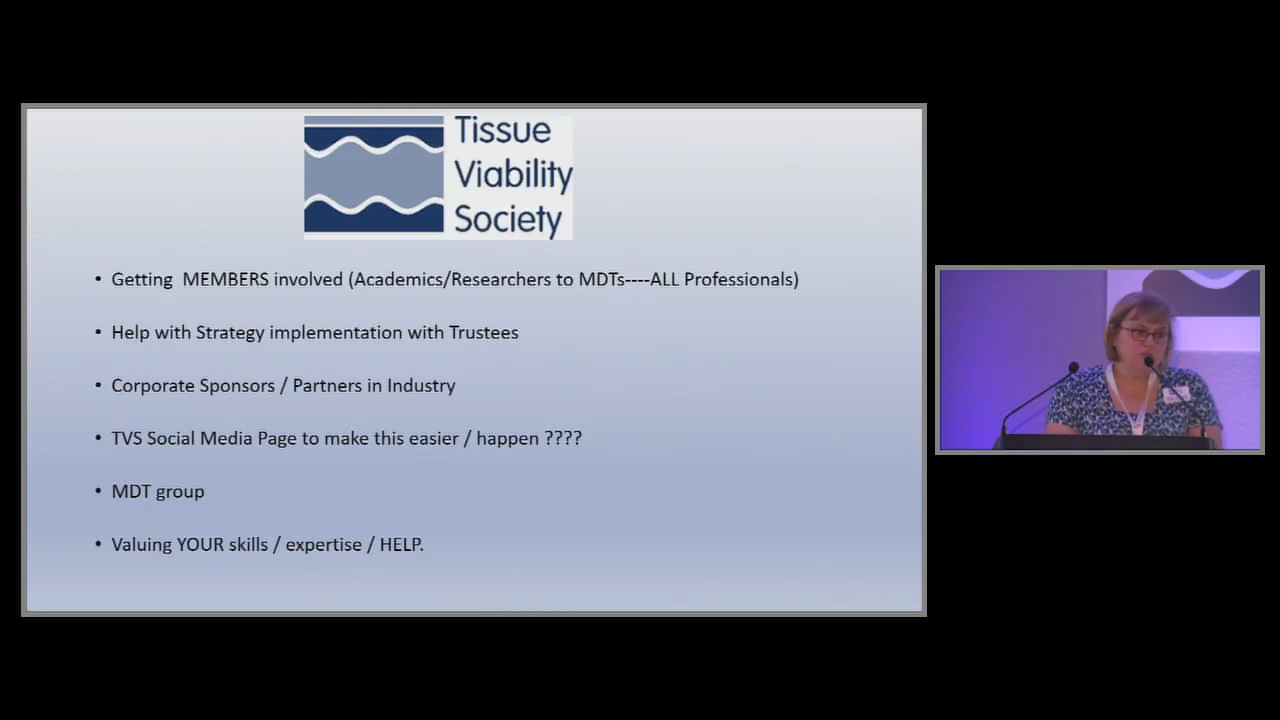 Tissue
Viability
Society
• Getting  MEMBERS involved (Academics/Researchers to MDTs----ALL Professionals)
• Help with Strategy implementation with Trustees
• Corporate Sponsors / Partners in Industry
• TVS Social Media Page to make this easier / happen ????
• MDT group
• Valuing YOUR skills / expertise / HELP.